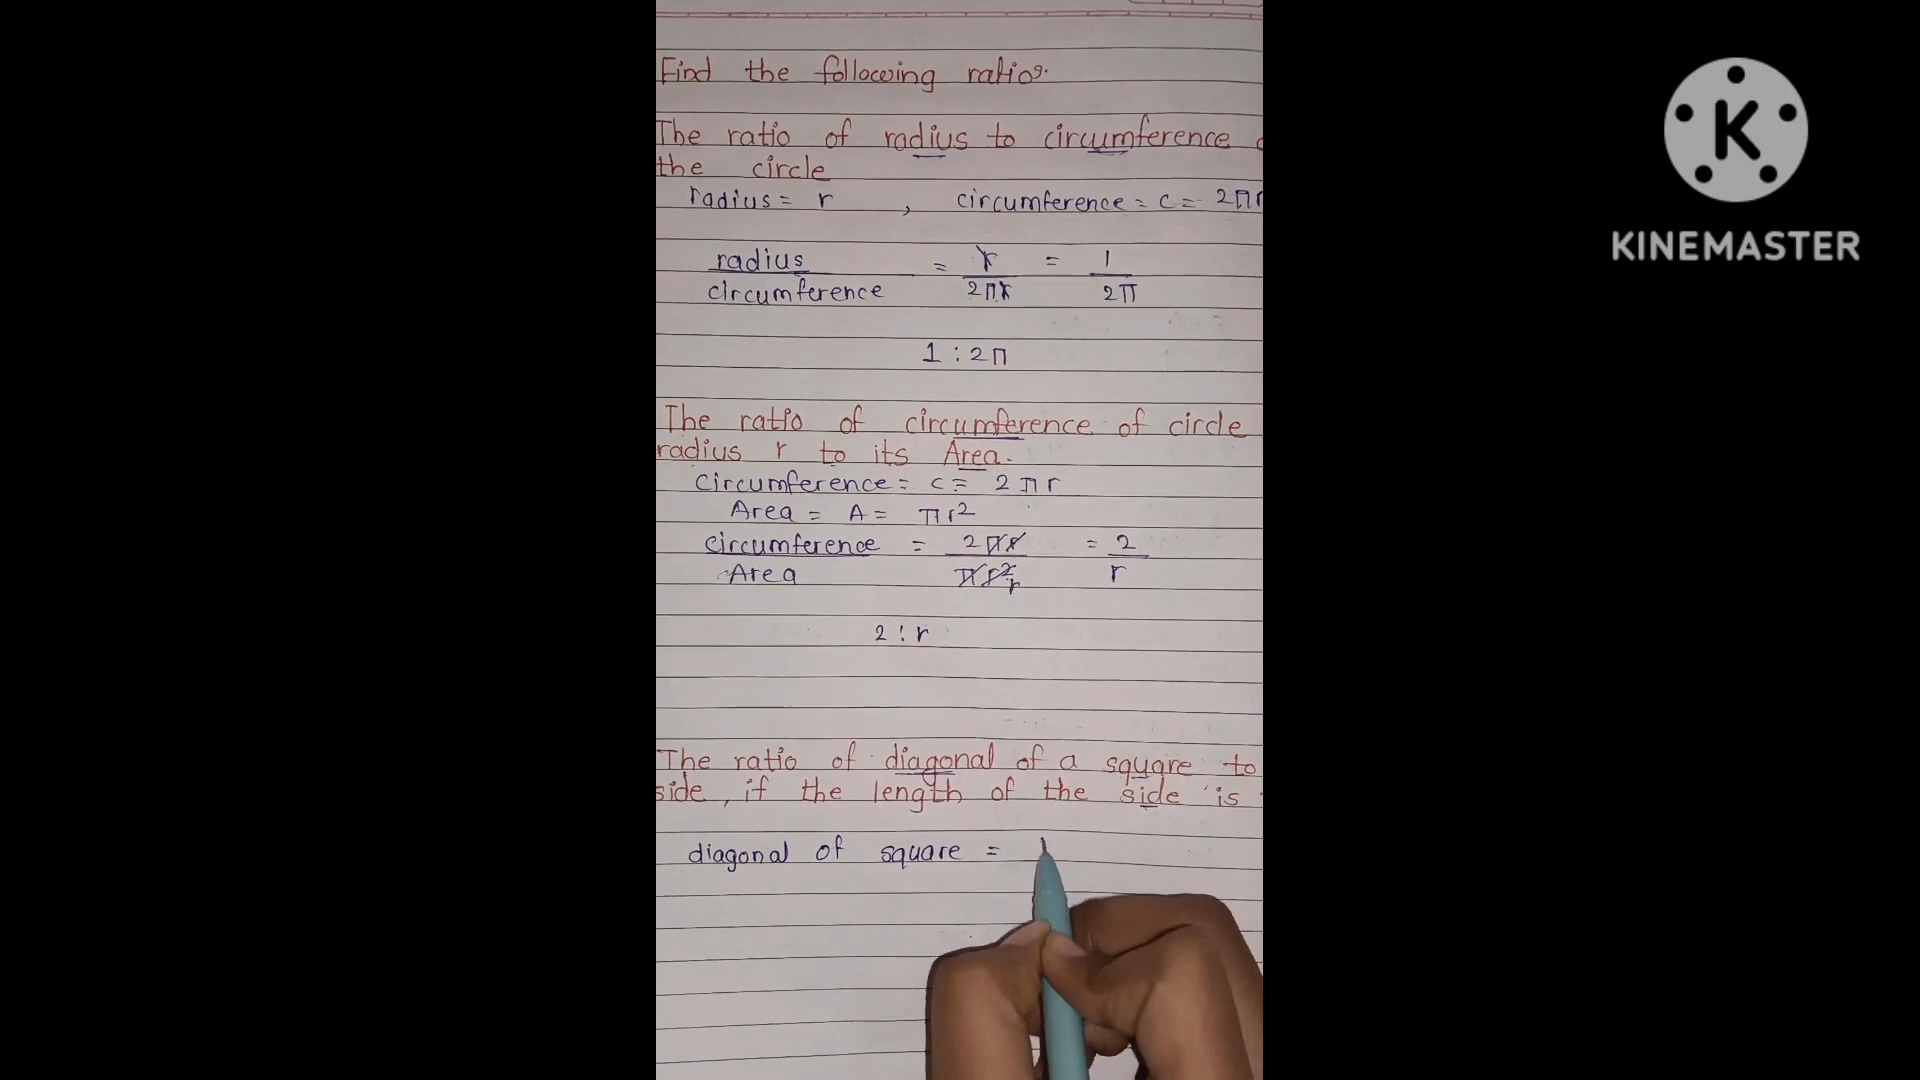 Find the following ratios.
The ratio of radius to circumference
the circle
radius = r , circumference = c = 2πr
radius / circumference = r / 2πr = 1 / 2π
1 : 2π
The ratio of circumference of circle
radius r to its Area.
circumference = c = 2πr
Area = A = πr²
circumference / Area = 2πr / πr² r = 2 / r
2 : r
The ratio of diagonal of a square to
side, if the length of the side is
diagonal of square =
K
KINEMASTER